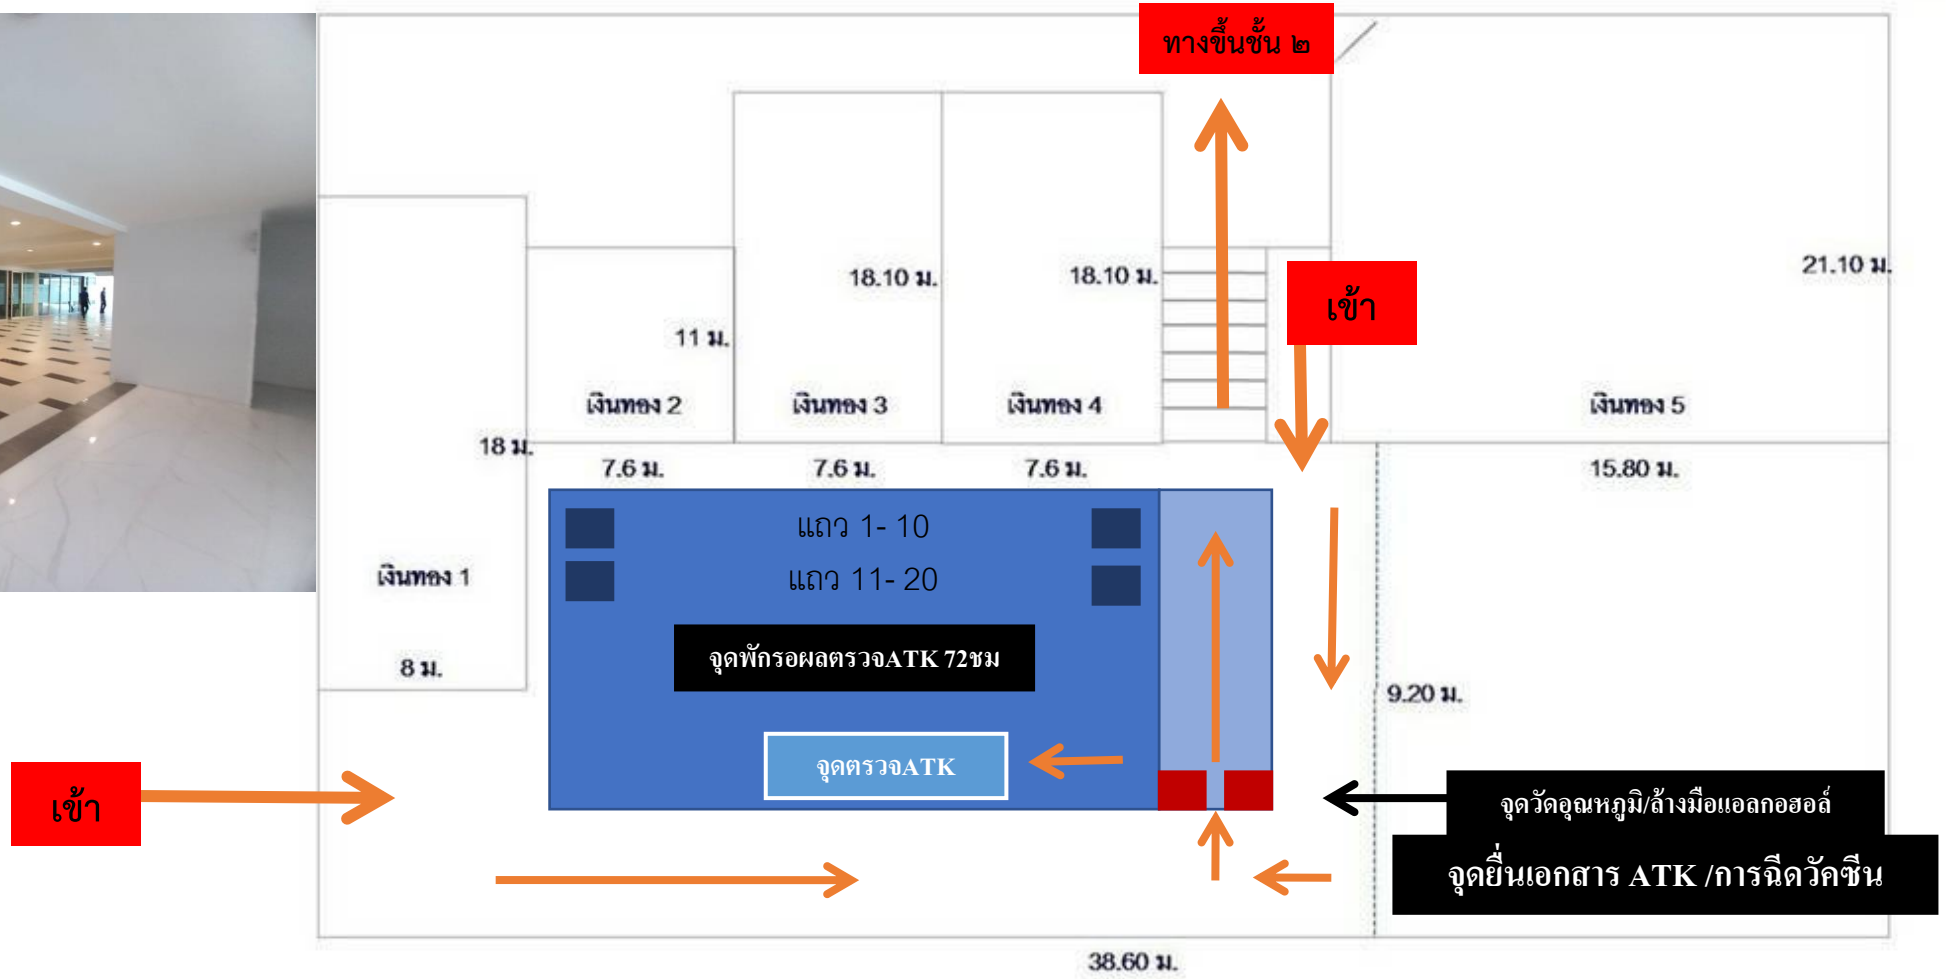 ทางขึ้นชั้น ๒
18.10 ม.
18.10 ม.
21.10 ม.
เข้า
11 ม.
เงินทอง 2
เงินทอง 3
เงินทอง 4
เงินทอง 5
18 ม.
7.6 ม.
7.6 ม.
7.6 ม.
15.80 ม.
แถว 1- 10
แถว 11- 20
เงินทอง 1
จุดพักรอผลตรวจATK 72ชม
8 ม.
9.20 ม.
จุดตรวจATK
เข้า
จุดวัดอุณหภูมิ/ล้างมือแอลกอฮอล์
จุดยื่นเอกสาร ATK /การฉีดวัคซีน
38.60 ม.